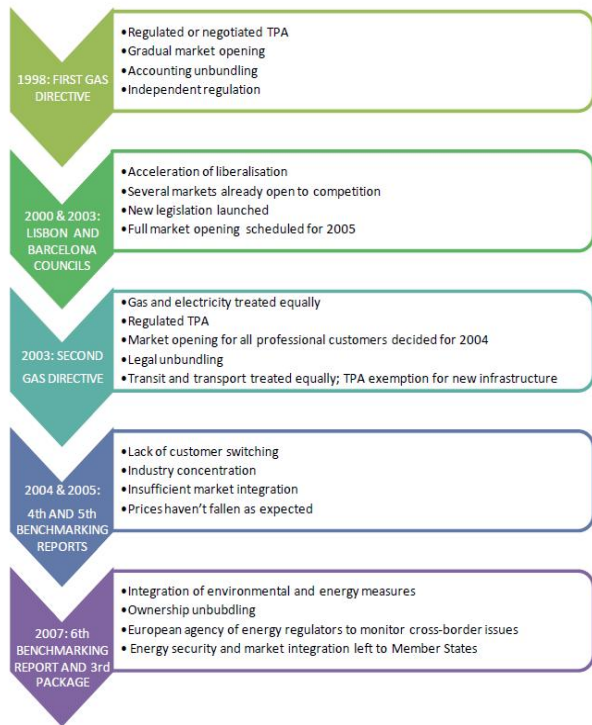 1998: FIRST GAS
DIRECTIVE
•Regulated or negotiated TPA
•Gradual market opening
•Accounting unbundling
•Independent regulation
2000 & 2003:
LISBON AND
BARCELONA
COUNCILS
•Acceleration of liberalisation
•Several markets already open to competition
•New legislation launched
•Full market opening scheduled for 2005
2003: SECOND
GAS DIRECTIVE
•Gas and electricity treated equally
•Regulated TPA
•Market opening for all professional customers decided for 2004
•Legal unbundling
•Transit and transport treated equally; TPA exemption for new infrastructure
2004 & 2005:
4th AND 5th
BENCHMARKING
REPORTS
•Lack of customer switching
•Industry concentration
•Insufficient market integration
•Prices haven't fallen as expected
2007: 6th
BENCHMARKING
REPORT AND 3rd
PACKAGE
•Integration of environmental and energy measures
•Ownership unbubdling
•European agency of energy regulators to monitor cross-border issues
• Energy security and market integration left to Member States